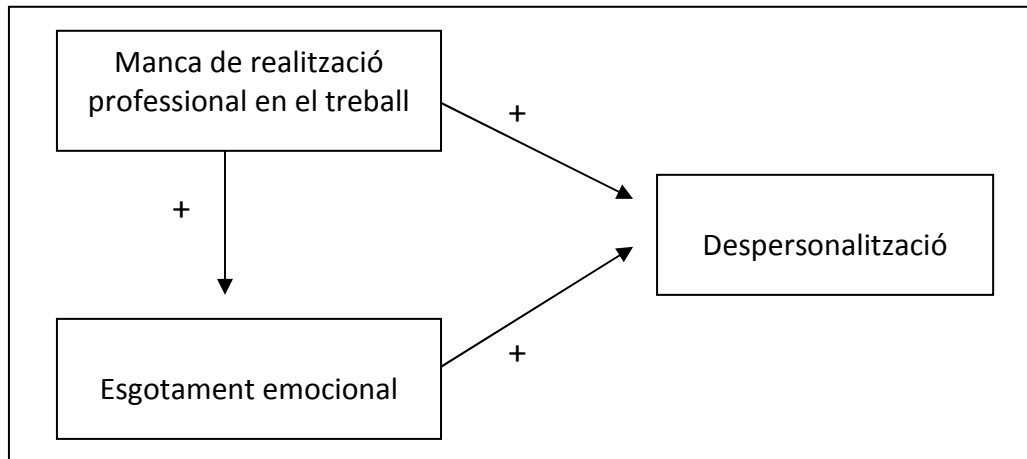 Manca de realització
professional en el treball
+
+
Despersonalització
Esgotament emocional
+